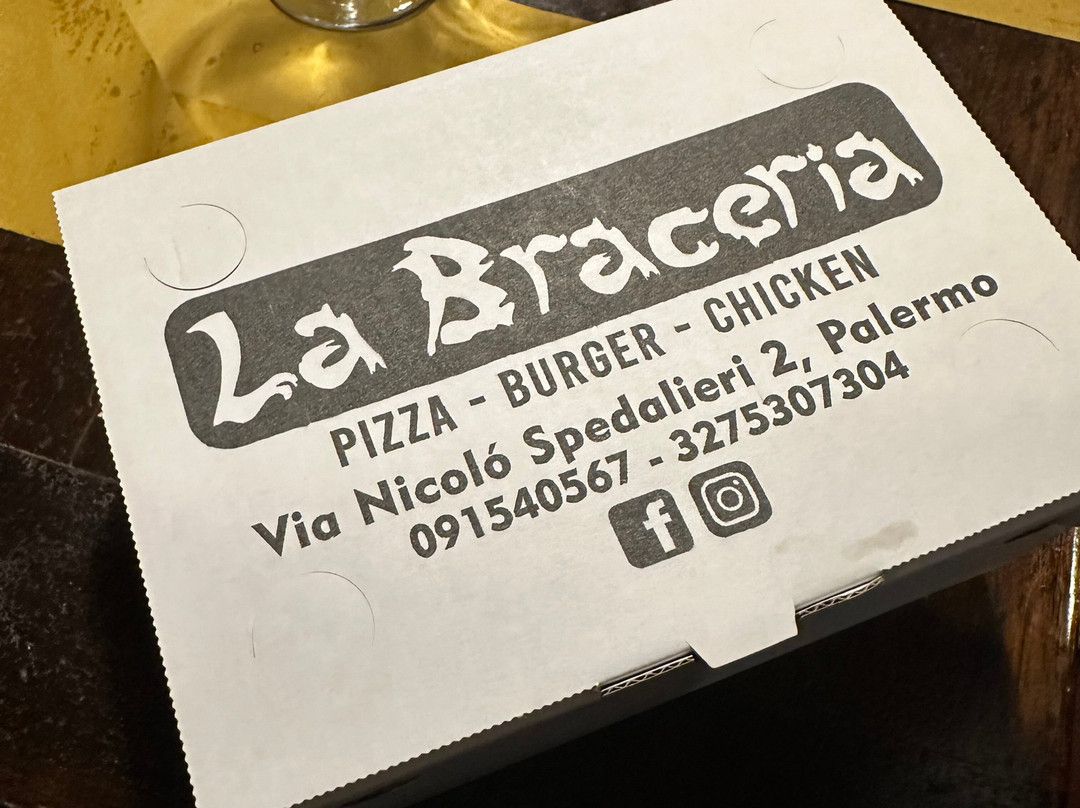 La Braceria
PIZZA - BURGER - CHICKEN
Via Nicoló Spedalieri 2, Palermo
091540567 - 3275307304